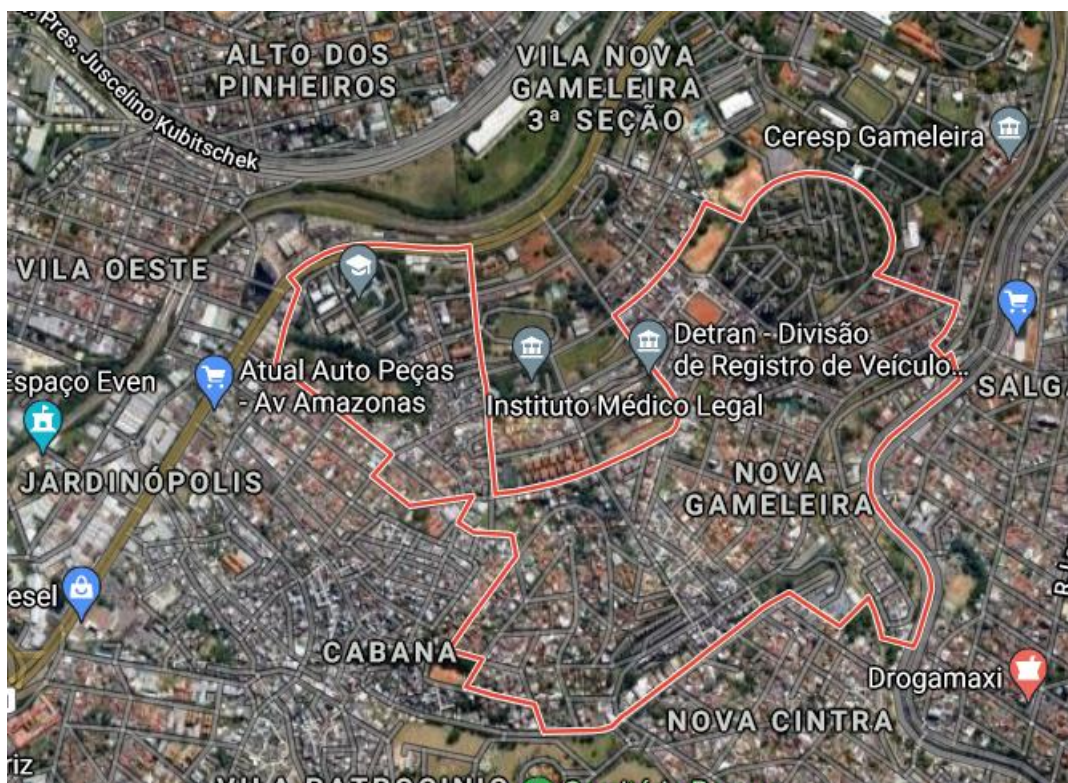 Pres. Juscelino Kubitschek
ALTO DOS
PINHEIROS
VILA NOVA
GAMELEIRA
3ª SEÇÃO
Ceresp Gameleira
VILA OESTE
Detran - Divisão
de Registro de Veículo...
Espaço Even
Atual Auto Peças
- Av Amazonas
Instituto Médico Legal
SALG
JARDINÓPOLIS
NOVA
GAMELEIRA
esel
CABANA
Drogamaxi
NOVA CINTRA
riz